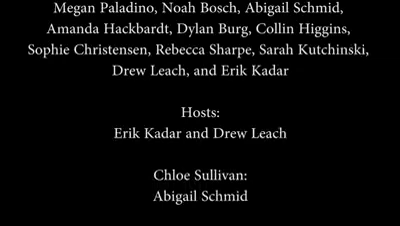 Megan Paladino, Noah Bosch, Abigail Schmid,
Amanda Hackbardt, Dylan Burg, Collin Higgins,
Sophie Christensen, Rebecca Sharpe, Sarah Kutchinski,
Drew Leach, and Erik Kadar
Hosts:
Erik Kadar and Drew Leach
Chloe Sullivan:
Abigail Schmid